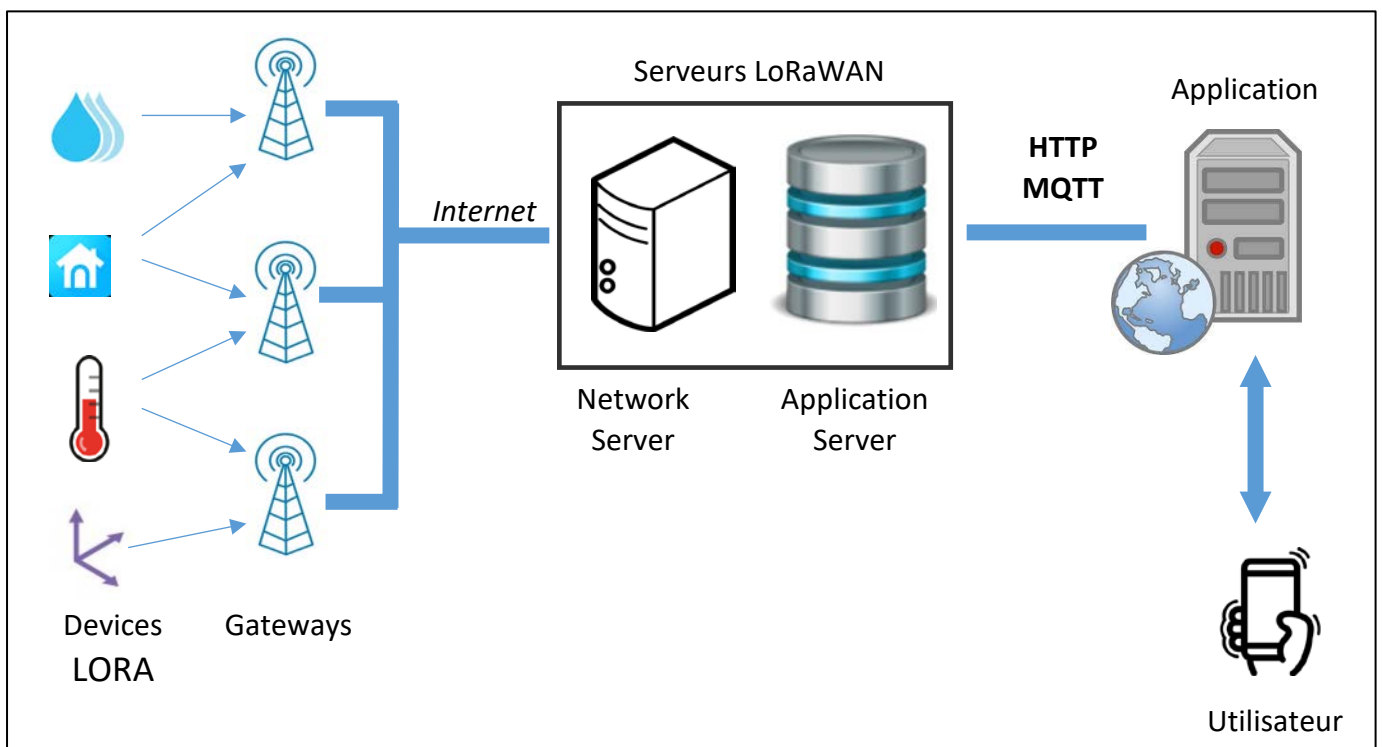 Serveurs LoRaWAN
Application
HTTP
MQTT
Internet
Network
Server
Application
Server
Devices
LORA
Gateways
Utilisateur